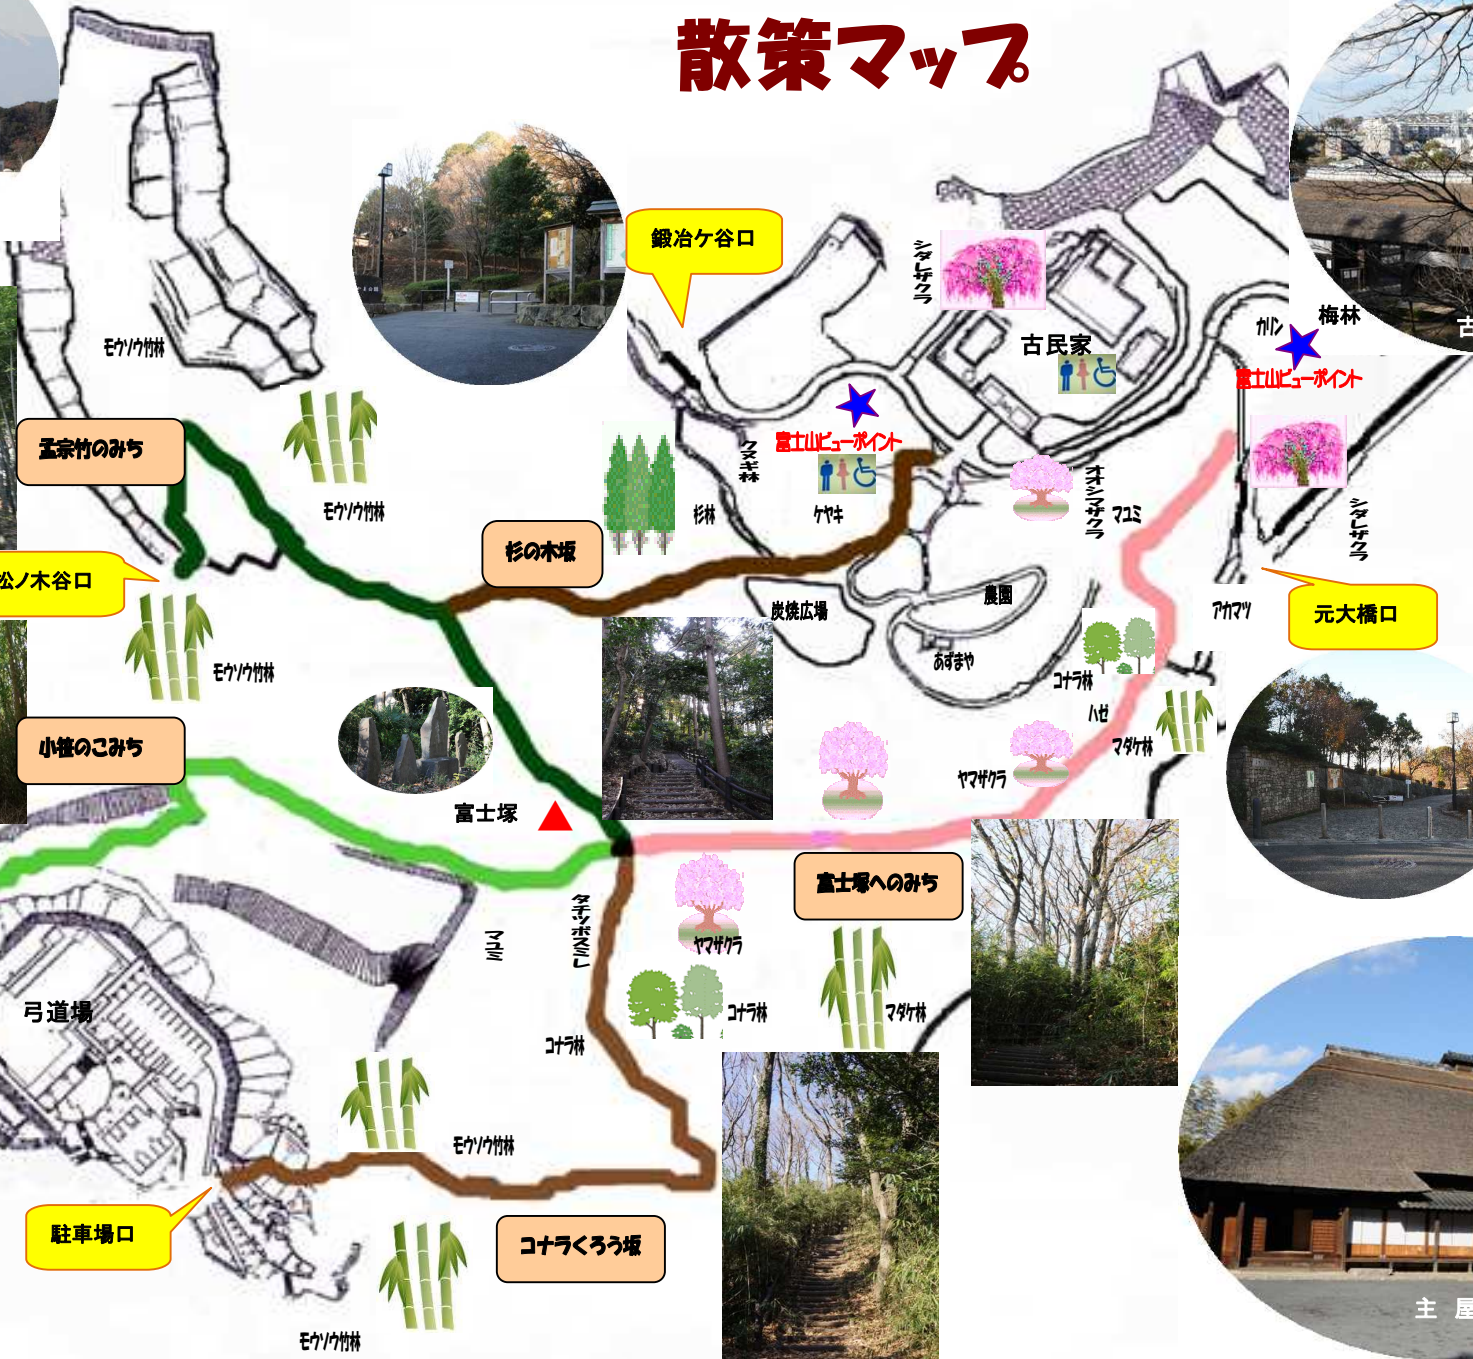 散策マップ
鍛冶ケ谷口
シダレザクラ
古民家
カリン
梅林
古
富士山ビューポイント
モウソウ竹林
孟宗竹のみち
富士山ビューポイント
クヌギ林
モウソウ竹林
杉林
ケヤキ
オオシマザクラ
マユミ
シダレザクラ
杉の木坂
松ノ木谷口
炭焼広場
農園
アカマツ
元大橋口
モウソウ竹林
あずまや
コナラ林
ハゼ
マダケ林
小笹のこみち
ヤマザクラ
富士塚
富士塚へのみち
タチツボスミレ
マユミ
ヤマザクラ
弓道場
コナラ林
マダケ林
コナラ林
モウソウ竹林
駐車場口
コナラくろう坂
モウソウ竹林
主 屋